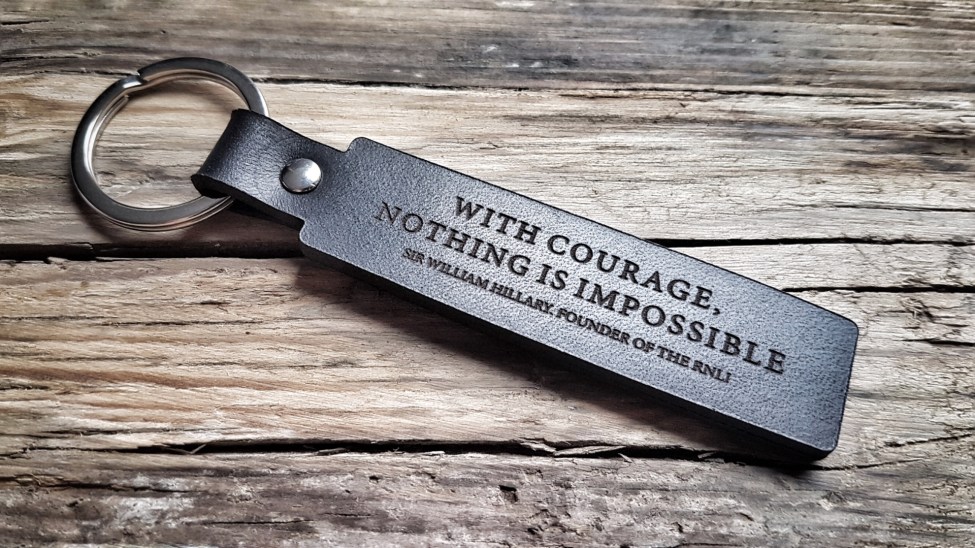 WITH COURAGE,
NOTHING IS IMPOSSIBLE
SIR WILLIAM HILLARY, FOUNDER OF THE RNLI